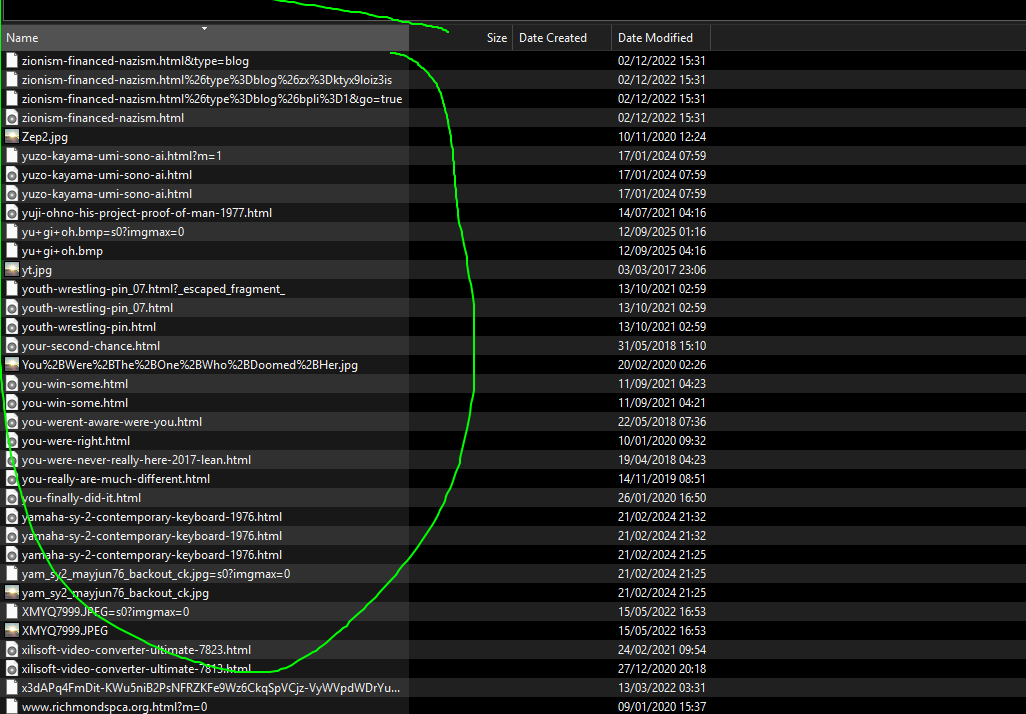 Name Size Date Created Date Modified
zionism-financed-nazism.html&type=blog 02/12/2022 15:31
zionism-financed-nazism.html%26type%3Dblog%26zx%3Dktyx9loiz3is 02/12/2022 15:31
zionism-financed-nazism.html%26type%3Dblog%26bpli%3D1&go=true 02/12/2022 15:31
zionism-financed-nazism.html 02/12/2022 15:31
Zep2.jpg 10/11/2020 12:24
yuzo-kayama-umi-sono-ai.html?m=1 17/01/2024 07:59
yuzo-kayama-umi-sono-ai.html 17/01/2024 07:59
yuzo-kayama-umi-sono-ai.html 17/01/2024 07:59
yuji-ohno-his-project-proof-of-man-1977.html 14/07/2021 04:16
yu+gi+oh.bmp=s0?imgmax=0 12/09/2025 01:16
yu+gi+oh.bmp 12/09/2025 04:16
yt.jpg 03/03/2017 23:06
youth-wrestling-pin_07.html?_escaped_fragment_ 13/10/2021 02:59
youth-wrestling-pin_07.html 13/10/2021 02:59
youth-wrestling-pin.html 13/10/2021 02:59
your-second-chance.html 31/05/2018 15:10
You%2BWere%2BThe%2BOne%2BWho%2BDoomed%2BHer.jpg 20/02/2020 02:26
you-win-some.html 11/09/2021 04:23
you-win-some.html 11/09/2021 04:21
you-werent-aware-were-you.html 22/05/2018 07:36
you-were-right.html 10/01/2020 09:32
you-were-never-really-here-2017-lean.html 19/04/2018 04:23
you-really-are-much-different.html 14/11/2019 08:51
you-finally-did-it.html 26/01/2020 16:50
yamaha-sy-2-contemporary-keyboard-1976.html 21/02/2024 21:32
yamaha-sy-2-contemporary-keyboard-1976.html 21/02/2024 21:32
yamaha-sy-2-contemporary-keyboard-1976.html 21/02/2024 21:25
yam_sy2_mayjun76_backout_ck.jpg=s0?imgmax=0 21/02/2024 21:25
yam_sy2_mayjun76_backout_ck.jpg 21/02/2024 21:25
XMYQ7999.JPEG=s0?imgmax=0 15/05/2022 16:53
XMYQ7999.JPEG 15/05/2022 16:53
xilisoft-video-converter-ultimate-7823.html 24/02/2021 09:54
xilisoft-video-converter-ultimate-7813.html 27/12/2020 20:18
x3dAPq4FmDit-KWu5niB2PsNFRZKFe9Wz6CkqSpVCjz-VyWVpdWDrYu... 13/03/2022 03:31
www.richmondspca.org.html?m=0 09/01/2020 15:37